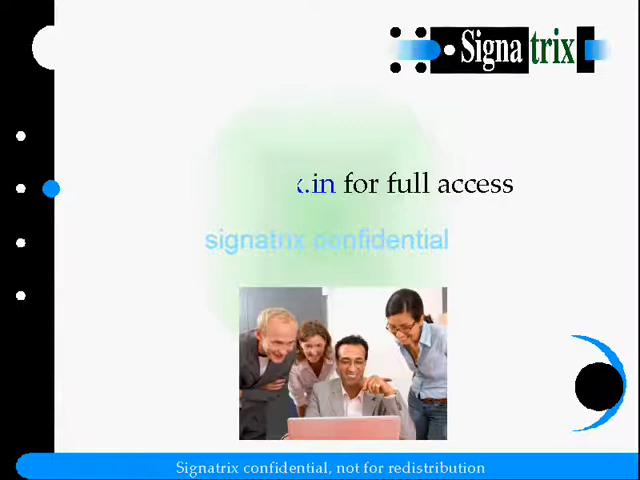 Signatrix
x.in for full access
signatrix confidential
Signatrix confidential, not for redistribution